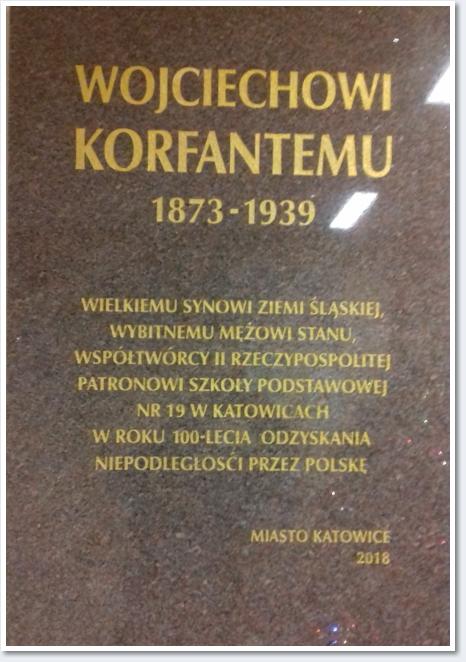 WOJCIECHOWI
KORFANTEMU
1873-1939
WIELKIEMU SYNOWI ZIEMI ŚLĄSKIEJ,
WYBITNEMU MĘŻOWI STANU,
WSPÓŁTWÓRCY II RZECZYPOSPOLITEJ
PATRONOWI SZKOŁY PODSTAWOWEJ
NR 19 W KATOWICACH
W ROKU 100-LECIA ODZYSKANIA
NIEPODLEGŁOŚCI PRZEZ POLSKĘ
MIASTO KATOWICE
2018